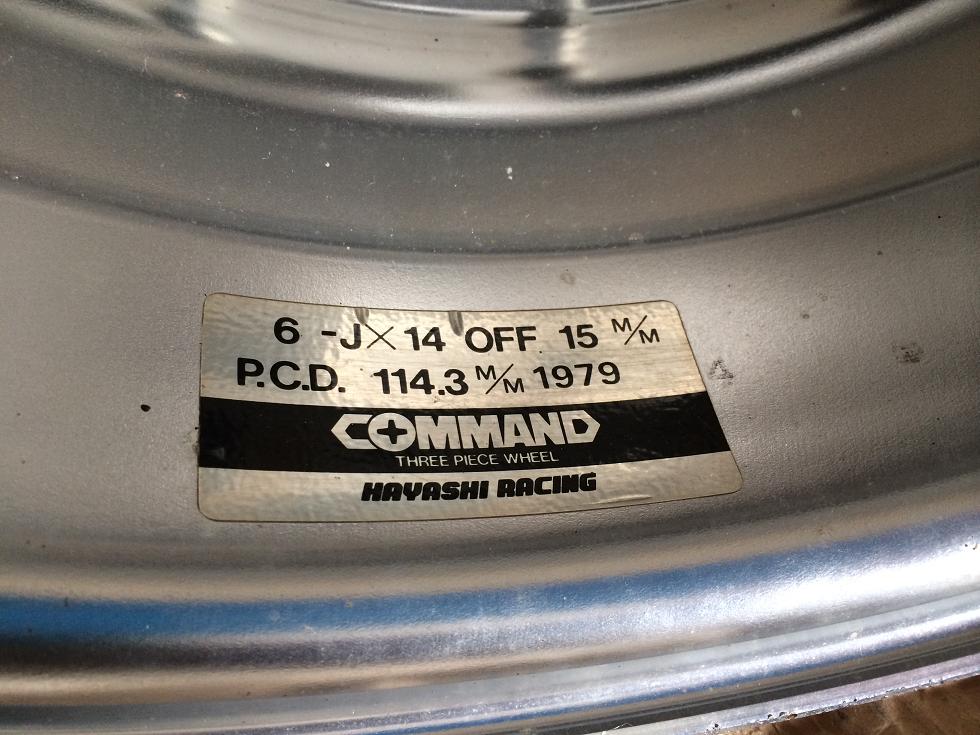 6 -J×14 OFF 15 M/M
P.C.D. 114.3 M/M 1979
COMMAND
THREE PIECE WHEEL
HAYASHI RACING